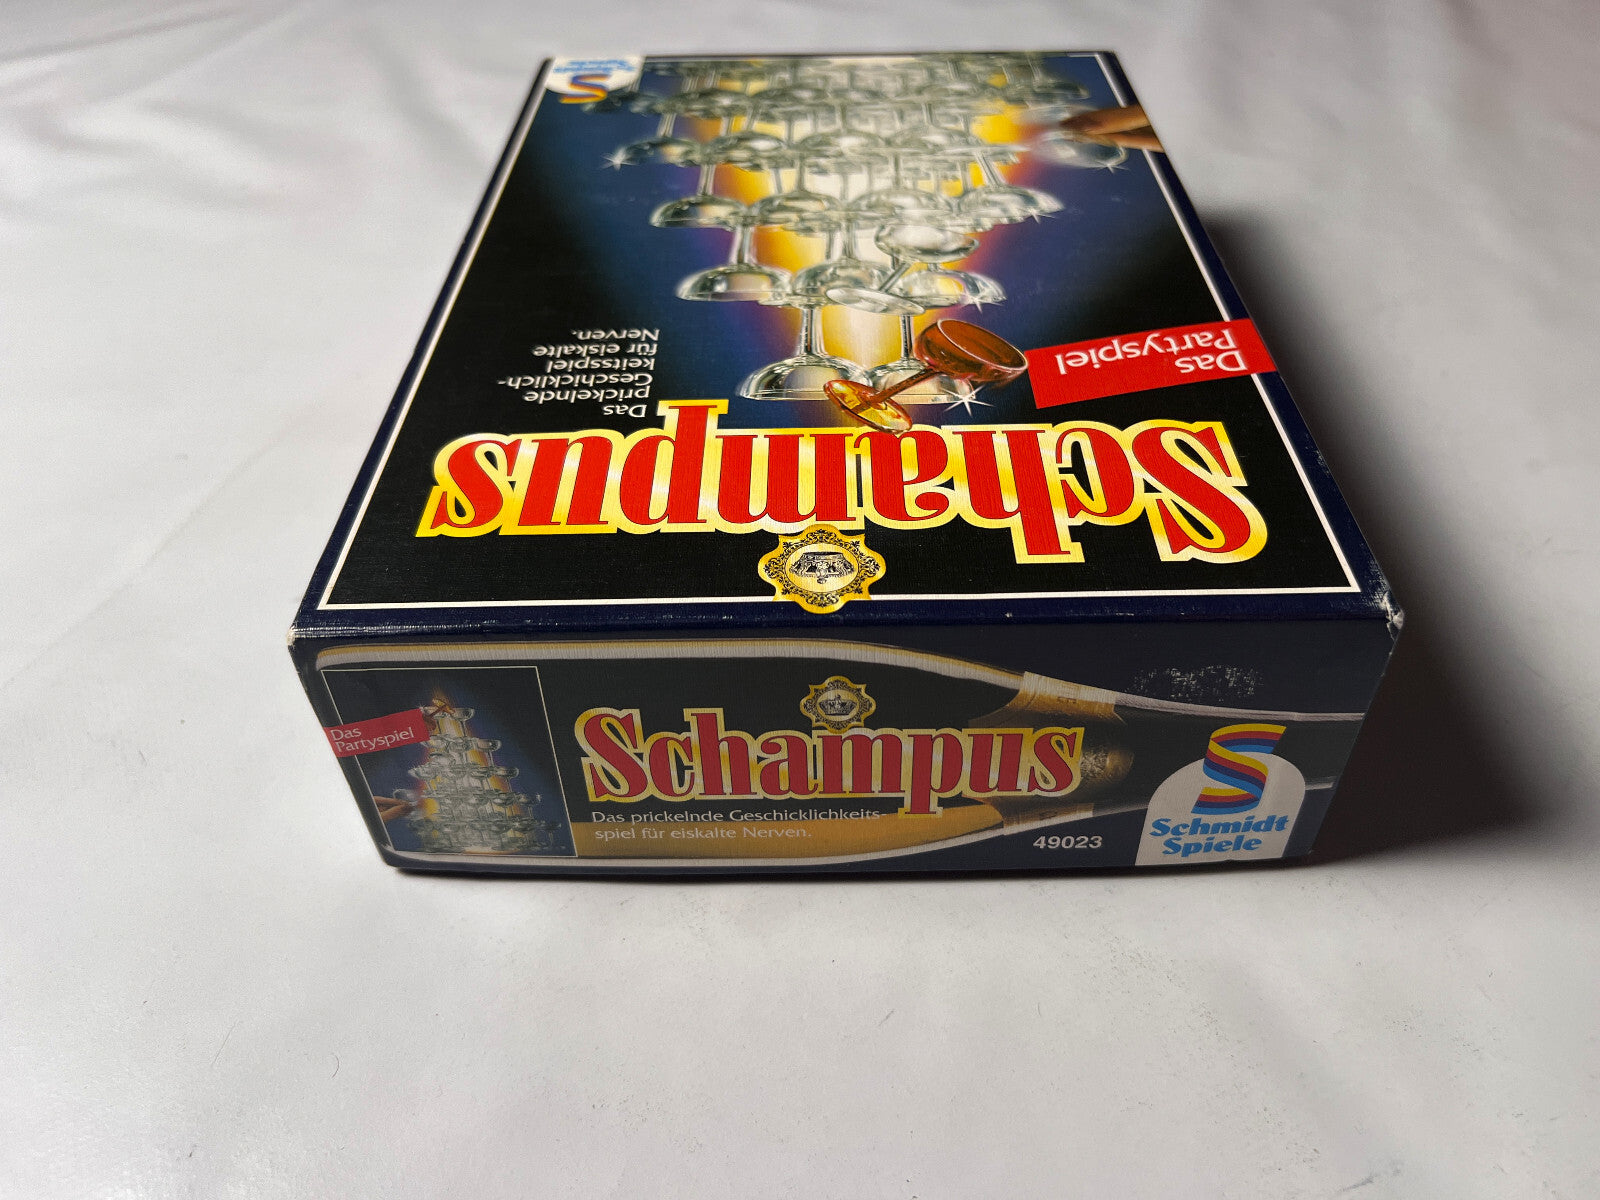 Das
Partyspiel
Das
prickelnde
Geschicklich-
keitsspiel
für eiskalte
Nerven.
Schampus
Das
Partyspiel
Schampus
Das prickelnde Geschicklichkeits-
spiel für eiskalte Nerven.
49023
Schmidt
Spiele